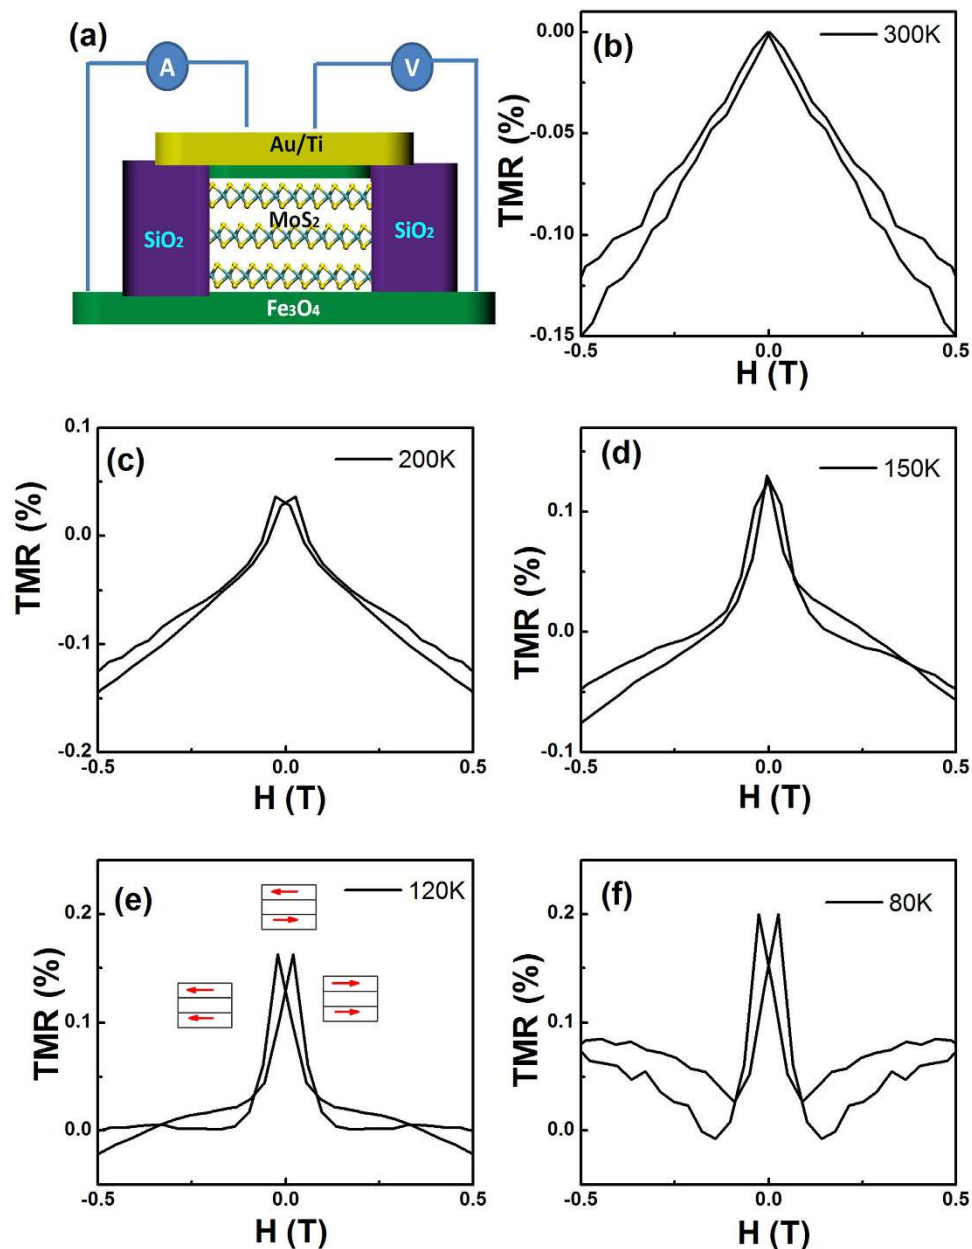 (a)
A
V
Au/Ti
MoS₂
SiO₂
SiO₂
Fe₃O₄
(b)
300K
TMR (%)
0.00
-0.05
-0.10
-0.15
-0.5
0.0
0.5
H (T)
(c)
200K
TMR (%)
0.1
0.0
-0.1
-0.2
-0.5
0.0
0.5
H (T)
(d)
150K
TMR (%)
0.1
0.0
-0.1
-0.5
0.0
0.5
H (T)
(e)
120K
TMR (%)
0.2
0.1
0.0
-0.5
0.0
0.5
H (T)
(f)
80K
TMR (%)
0.2
0.1
0.0
-0.5
0.0
0.5
H (T)